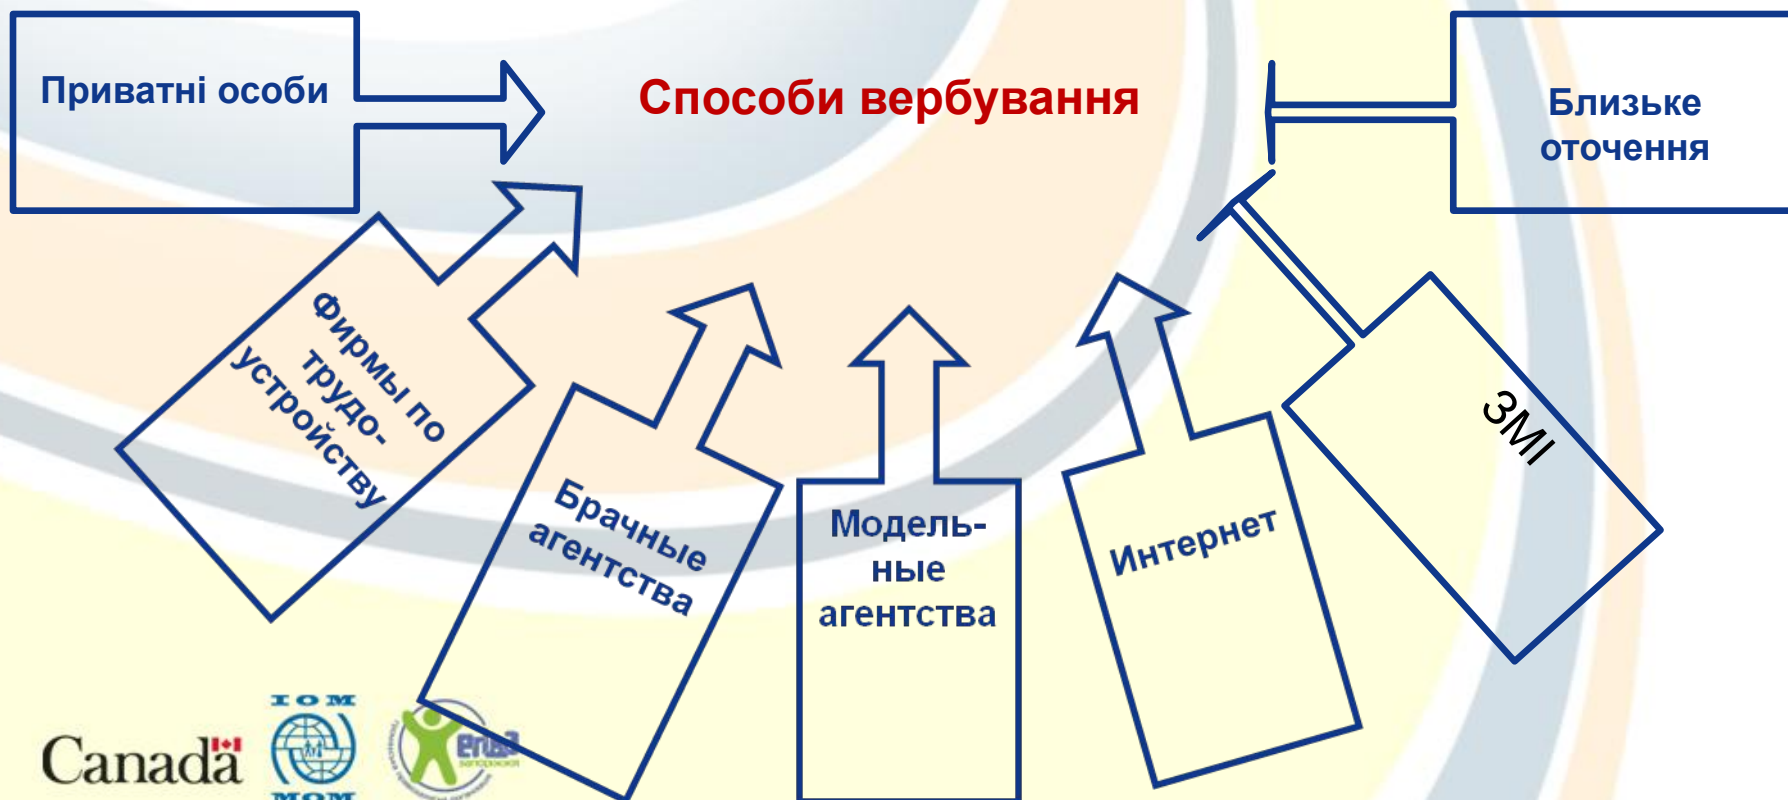 Приватні особи
Способи вербування
Близьке
оточення
Фирмы по
трудо-
устройству
Брачные
агентства
Модель-
ные
агентства
Интернет
ЗМІ
Canada
IOM
MOM